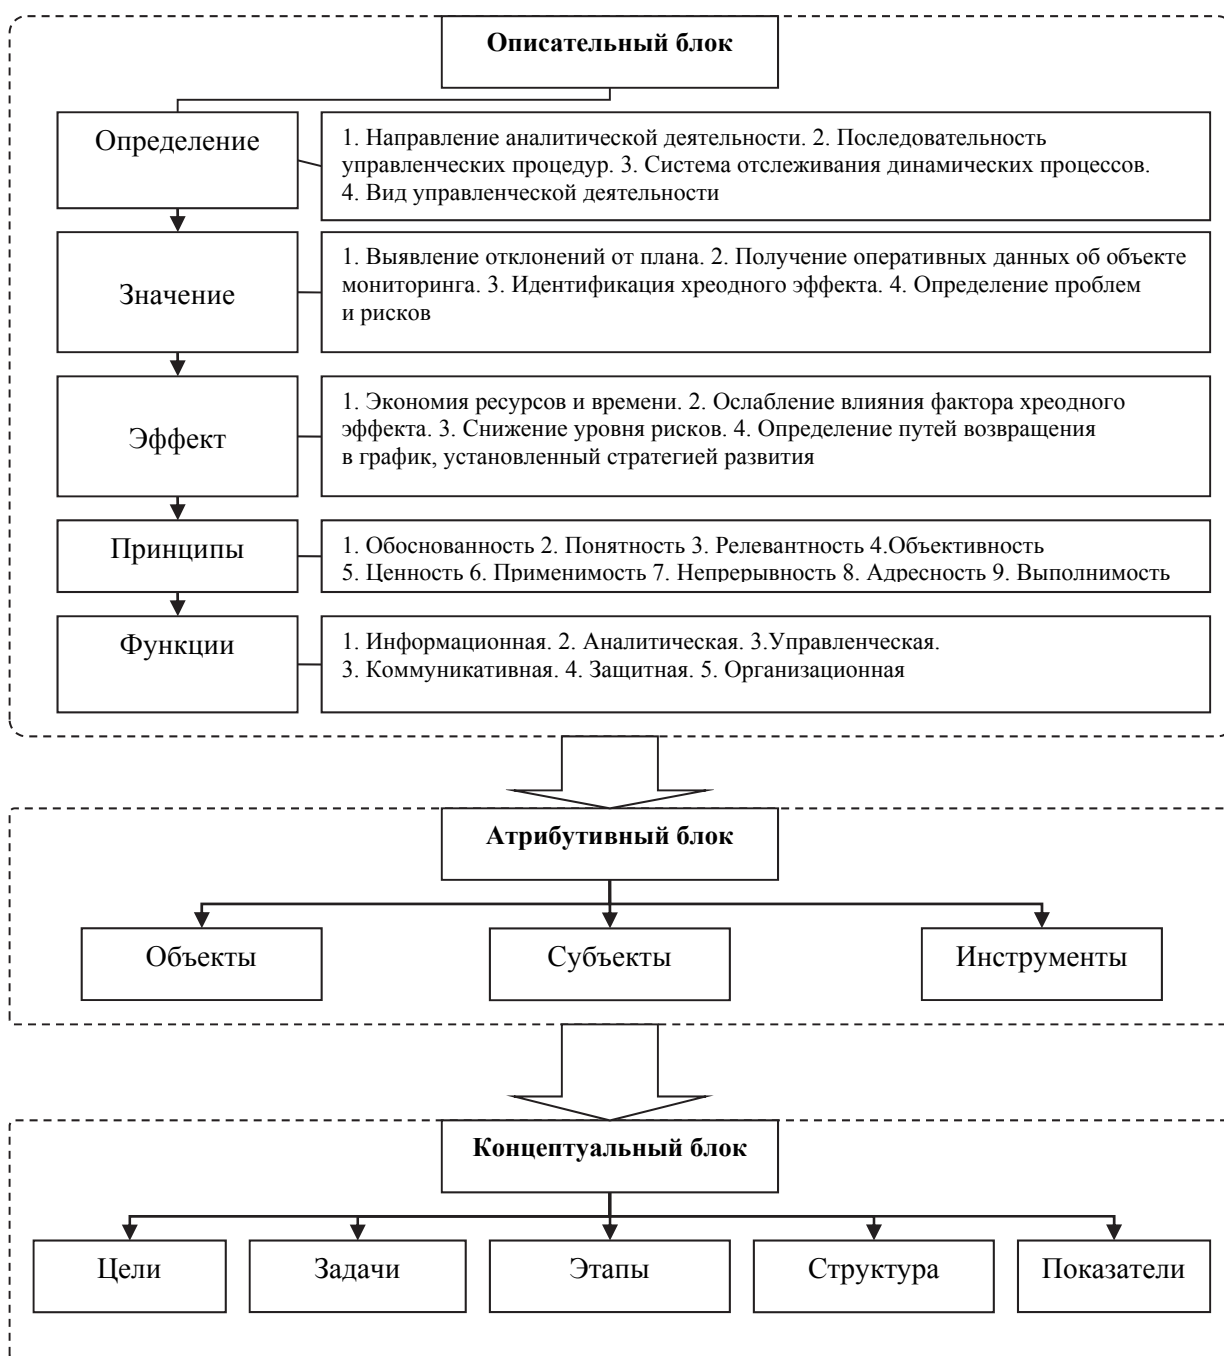 Описательный блок
Определение
1. Направление аналитической деятельности. 2. Последовательность
управленческих процедур. 3. Система отслеживания динамических процессов.
4. Вид управленческой деятельности
Значение
1. Выявление отклонений от плана. 2. Получение оперативных данных об объекте
мониторинга. 3. Идентификация хреодного эффекта. 4. Определение проблем
и рисков
Эффект
1. Экономия ресурсов и времени. 2. Ослабление влияния фактора хреодного
эффекта. 3. Снижение уровня рисков. 4. Определение путей возвращения
в график, установленный стратегией развития
Принципы
1. Обоснованность 2. Понятность 3. Релевантность 4.Объективность
5. Ценность 6. Применимость 7. Непрерывность 8. Адресность 9. Выполнимость
Функции
1. Информационная. 2. Аналитическая. 3.Управленческая.
3. Коммуникативная. 4. Защитная. 5. Организационная
Атрибутивный блок
Объекты
Субъекты
Инструменты
Концептуальный блок
Цели
Задачи
Этапы
Структура
Показатели